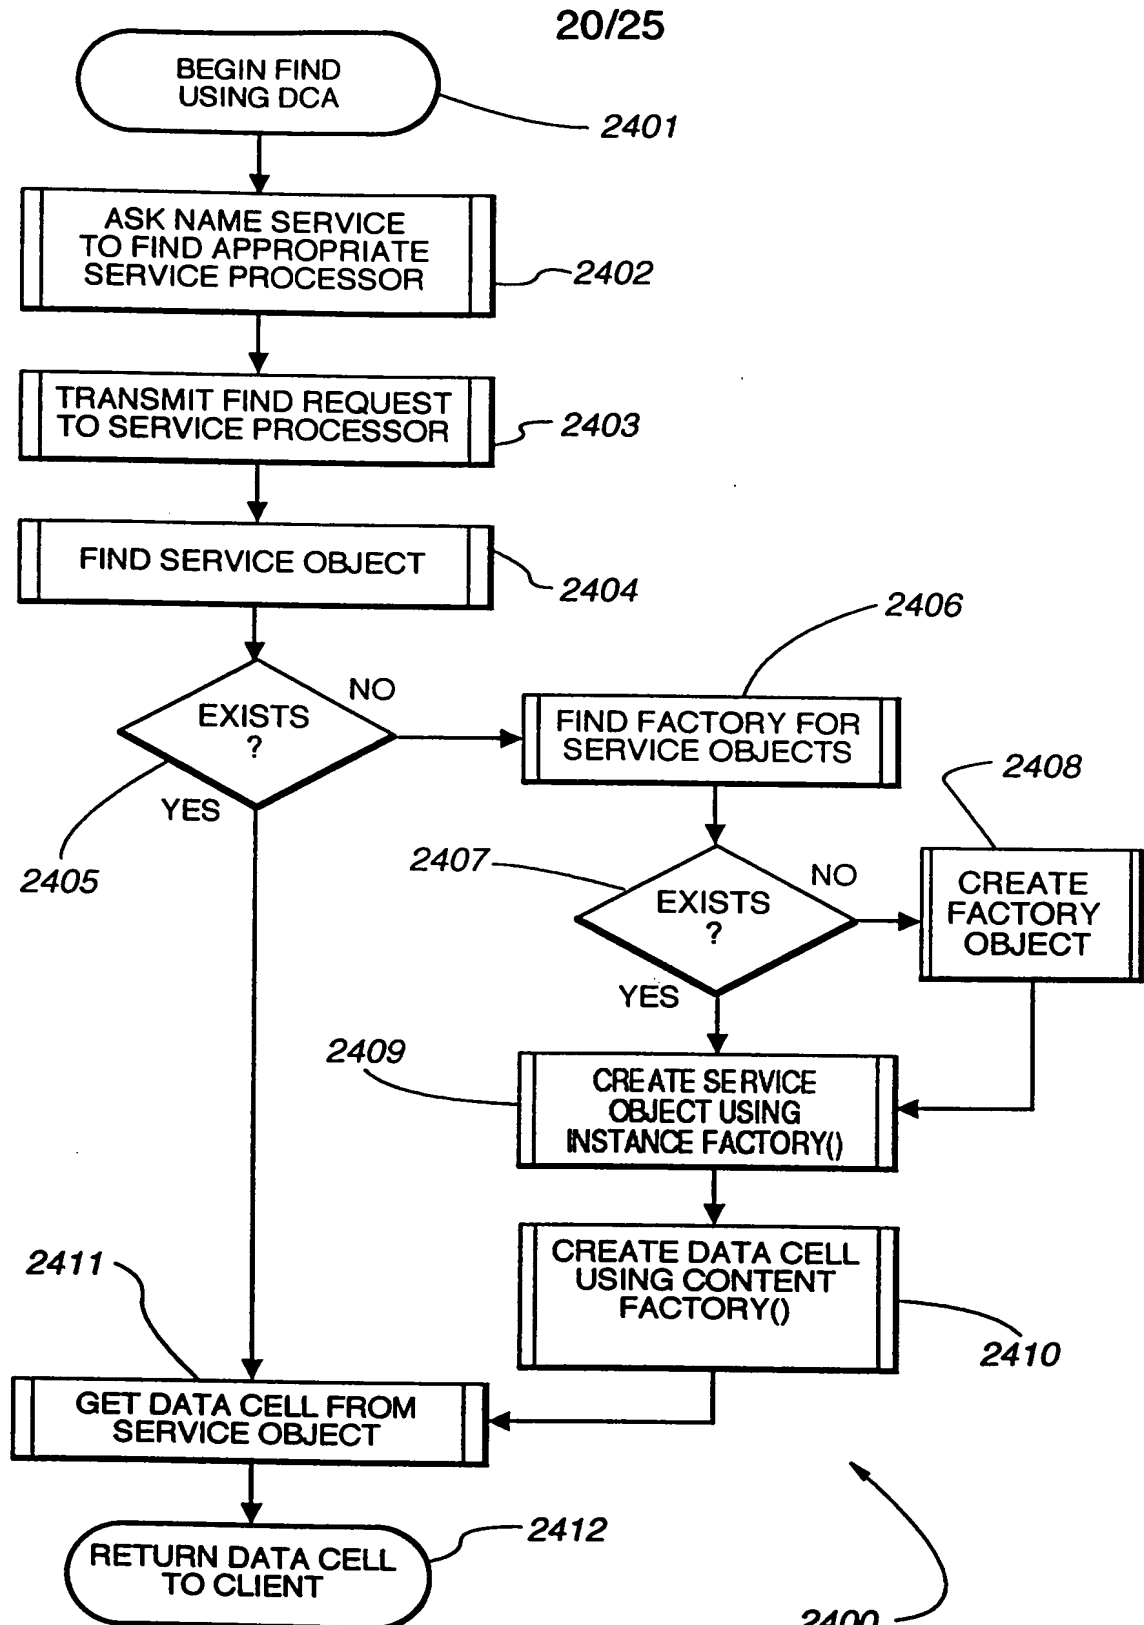 20/25
BEGIN FIND
USING DCA
2401
ASK NAME SERVICE
TO FIND APPROPRIATE
SERVICE PROCESSOR
2402
TRANSMIT FIND REQUEST
TO SERVICE PROCESSOR
2403
FIND SERVICE OBJECT
2404
2406
EXISTS
?
NO
YES
2405
FIND FACTORY FOR
SERVICE OBJECTS
2408
2407
EXISTS
?
NO
YES
CREATE
FACTORY
OBJECT
2409
CREATE SERVICE
OBJECT USING
INSTANCE FACTORY()
CREATE DATA CELL
USING CONTENT
FACTORY()
2410
2411
GET DATA CELL FROM
SERVICE OBJECT
2412
RETURN DATA CELL
TO CLIENT
2400